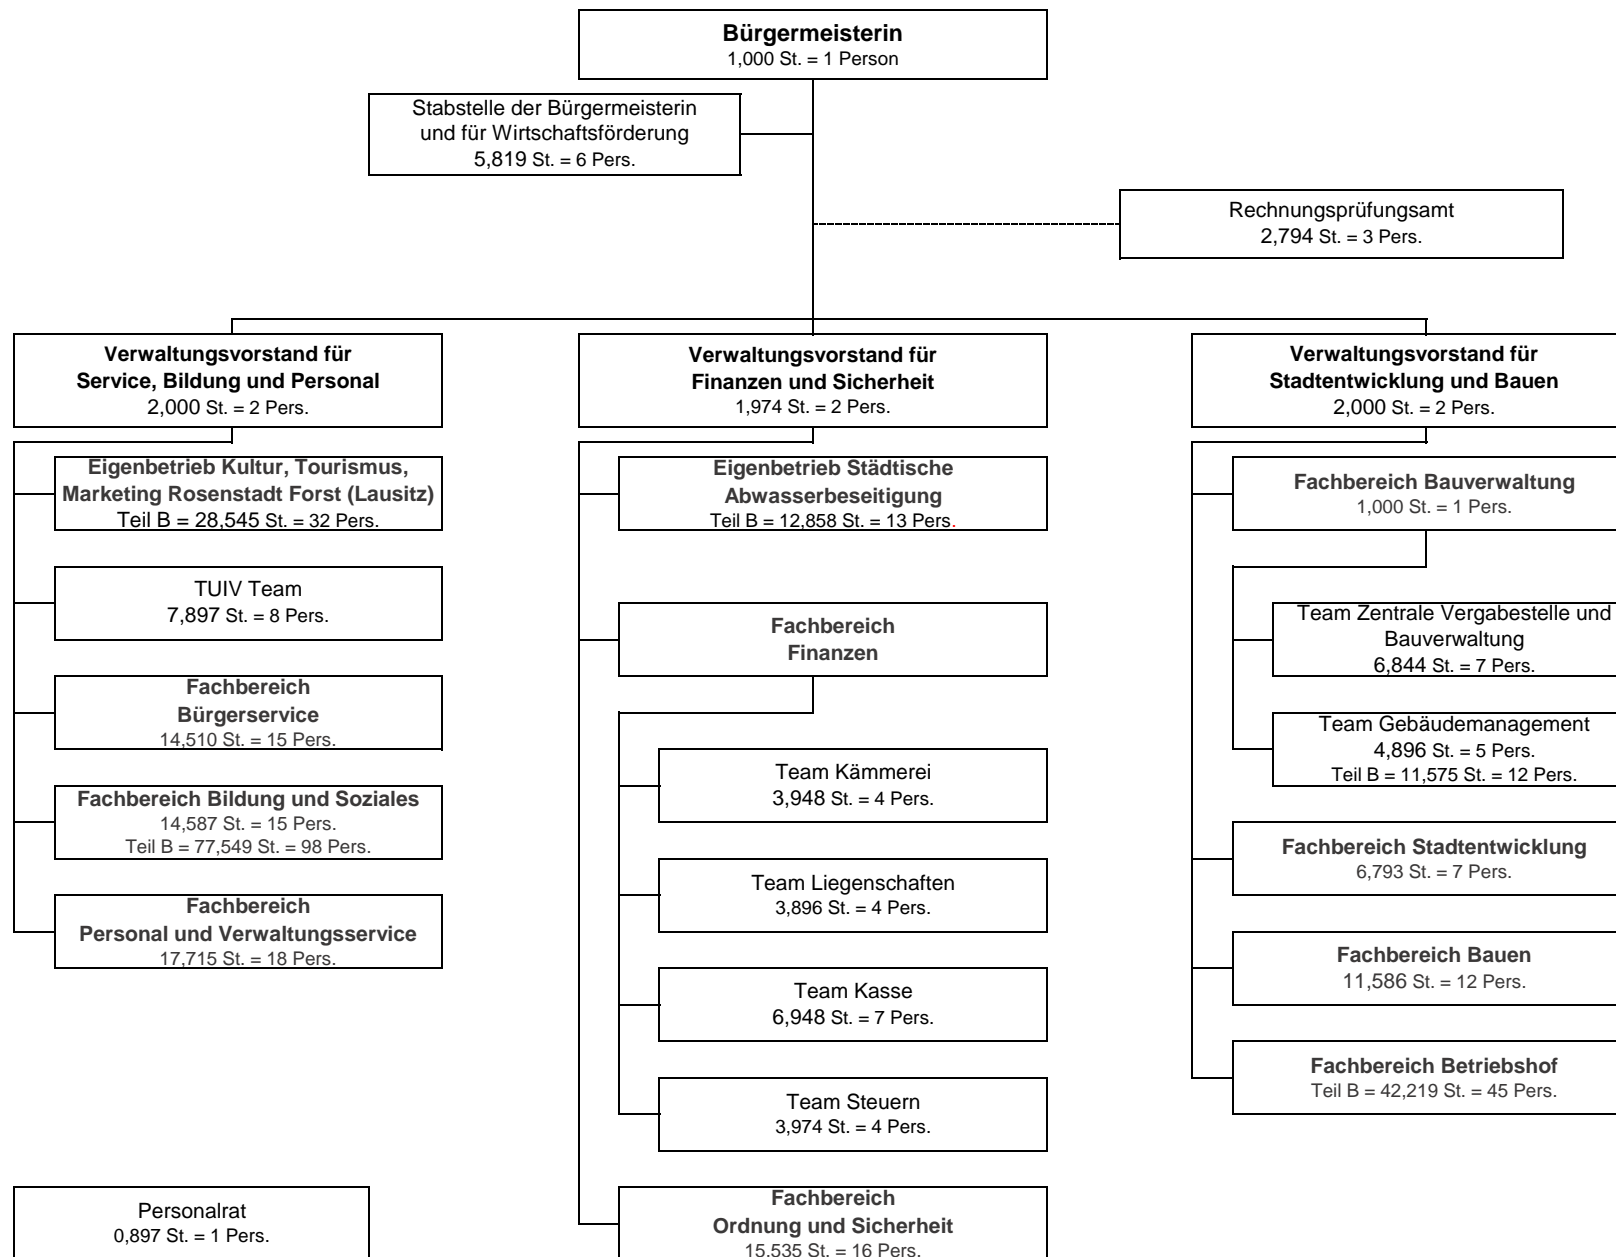 Bürgermeisterin
1,000 St. = 1 Person
Stabstelle der Bürgermeisterin
und für Wirtschaftsförderung
5,819 St. = 6 Pers.
Rechnungsprüfungsamt
2,794 St. = 3 Pers.
Verwaltungsvorstand für
Service, Bildung und Personal
2,000 St. = 2 Pers.
Eigenbetrieb Kultur, Tourismus,
Marketing Rosenstadt Forst (Lausitz)
Teil B = 28,545 St. = 32 Pers.
TUIV Team
7,897 St. = 8 Pers.
Fachbereich
Bürgerservice
14,510 St. = 15 Pers.
Fachbereich Bildung und Soziales
14,587 St. = 15 Pers.
Teil B = 77,549 St. = 98 Pers.
Fachbereich
Personal und Verwaltungsservice
17,715 St. = 18 Pers.
Personalrat
0,897 St. = 1 Pers.
Verwaltungsvorstand für
Finanzen und Sicherheit
1,974 St. = 2 Pers.
Eigenbetrieb Städtische
Abwasserbeseitigung
Teil B = 12,858 St. = 13 Pers.
Fachbereich
Finanzen
Team Kämmerei
3,948 St. = 4 Pers.
Team Liegenschaften
3,896 St. = 4 Pers.
Team Kasse
6,948 St. = 7 Pers.
Team Steuern
3,974 St. = 4 Pers.
Fachbereich
Ordnung und Sicherheit
15,535 St. = 16 Pers.
Verwaltungsvorstand für
Stadtentwicklung und Bauen
2,000 St. = 2 Pers.
Fachbereich Bauverwaltung
1,000 St. = 1 Pers.
Team Zentrale Vergabestelle und
Bauverwaltung
6,844 St. = 7 Pers.
Team Gebäudemanagement
4,896 St. = 5 Pers.
Teil B = 11,575 St. = 12 Pers.
Fachbereich Stadtentwicklung
6,793 St. = 7 Pers.
Fachbereich Bauen
11,586 St. = 12 Pers.
Fachbereich Betriebshof
Teil B = 42,219 St. = 45 Pers.